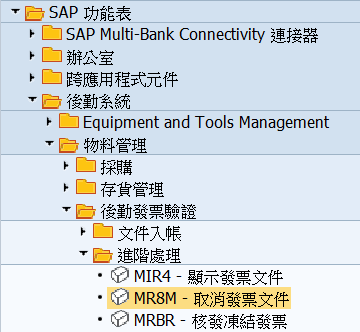 SAP 功能表
SAP Multi-Bank Connectivity 連接器
辦公室
跨應用程式元件
後勤系統
Equipment and Tools Management
物料管理
採購
存貨管理
後勤發票驗證
文件入帳
進階處理
MIR4 - 顯示發票文件
MR8M - 取消發票文件
MRBR - 核發凍結發票